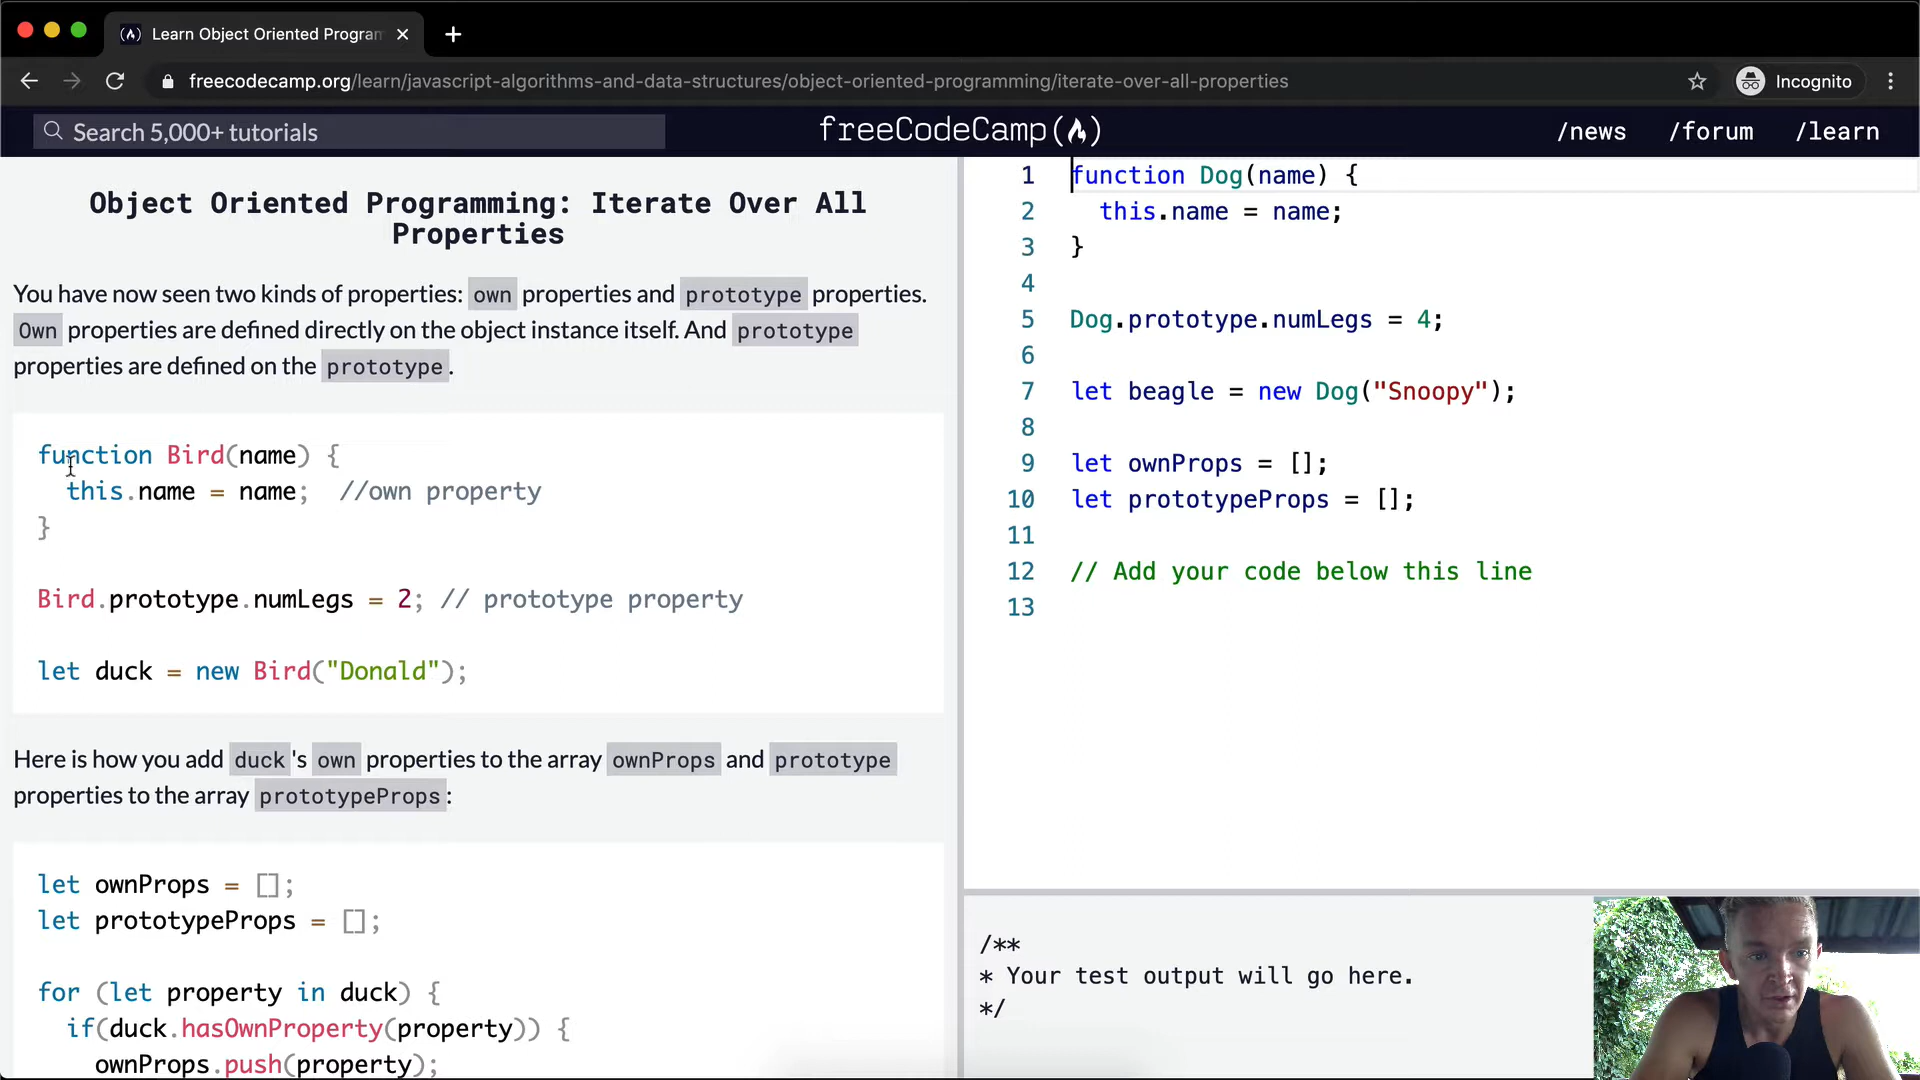 Learn Object Oriented Program
freecodecamp.org/learn/javascript-algorithms-and-data-structures/object-oriented-programming/iterate-over-all-properties
Incognito
Search 5,000+ tutorials
freeCodeCamp(🔥)
/news /forum /learn
Object Oriented Programming: Iterate Over All
Properties
You have now seen two kinds of properties: own properties and prototype properties.
Own properties are defined directly on the object instance itself. And prototype
properties are defined on the prototype.
function Bird(name) {
  this.name = name;  //own property
}
Bird.prototype.numLegs = 2; // prototype property
let duck = new Bird("Donald");
Here is how you add duck's own properties to the array ownProps and prototype
properties to the array prototypeProps:
let ownProps = [];
let prototypeProps = [];
for (let property in duck) {
  if(duck.hasOwnProperty(property)) {
    ownProps.push(property);
1 function Dog(name) {
2   this.name = name;
3 }
4
5 Dog.prototype.numLegs = 4;
6
7 let beagle = new Dog("Snoopy");
8
9 let ownProps = [];
10 let prototypeProps = [];
11
12 // Add your code below this line
13
/**
* Your test output will go here.
*/